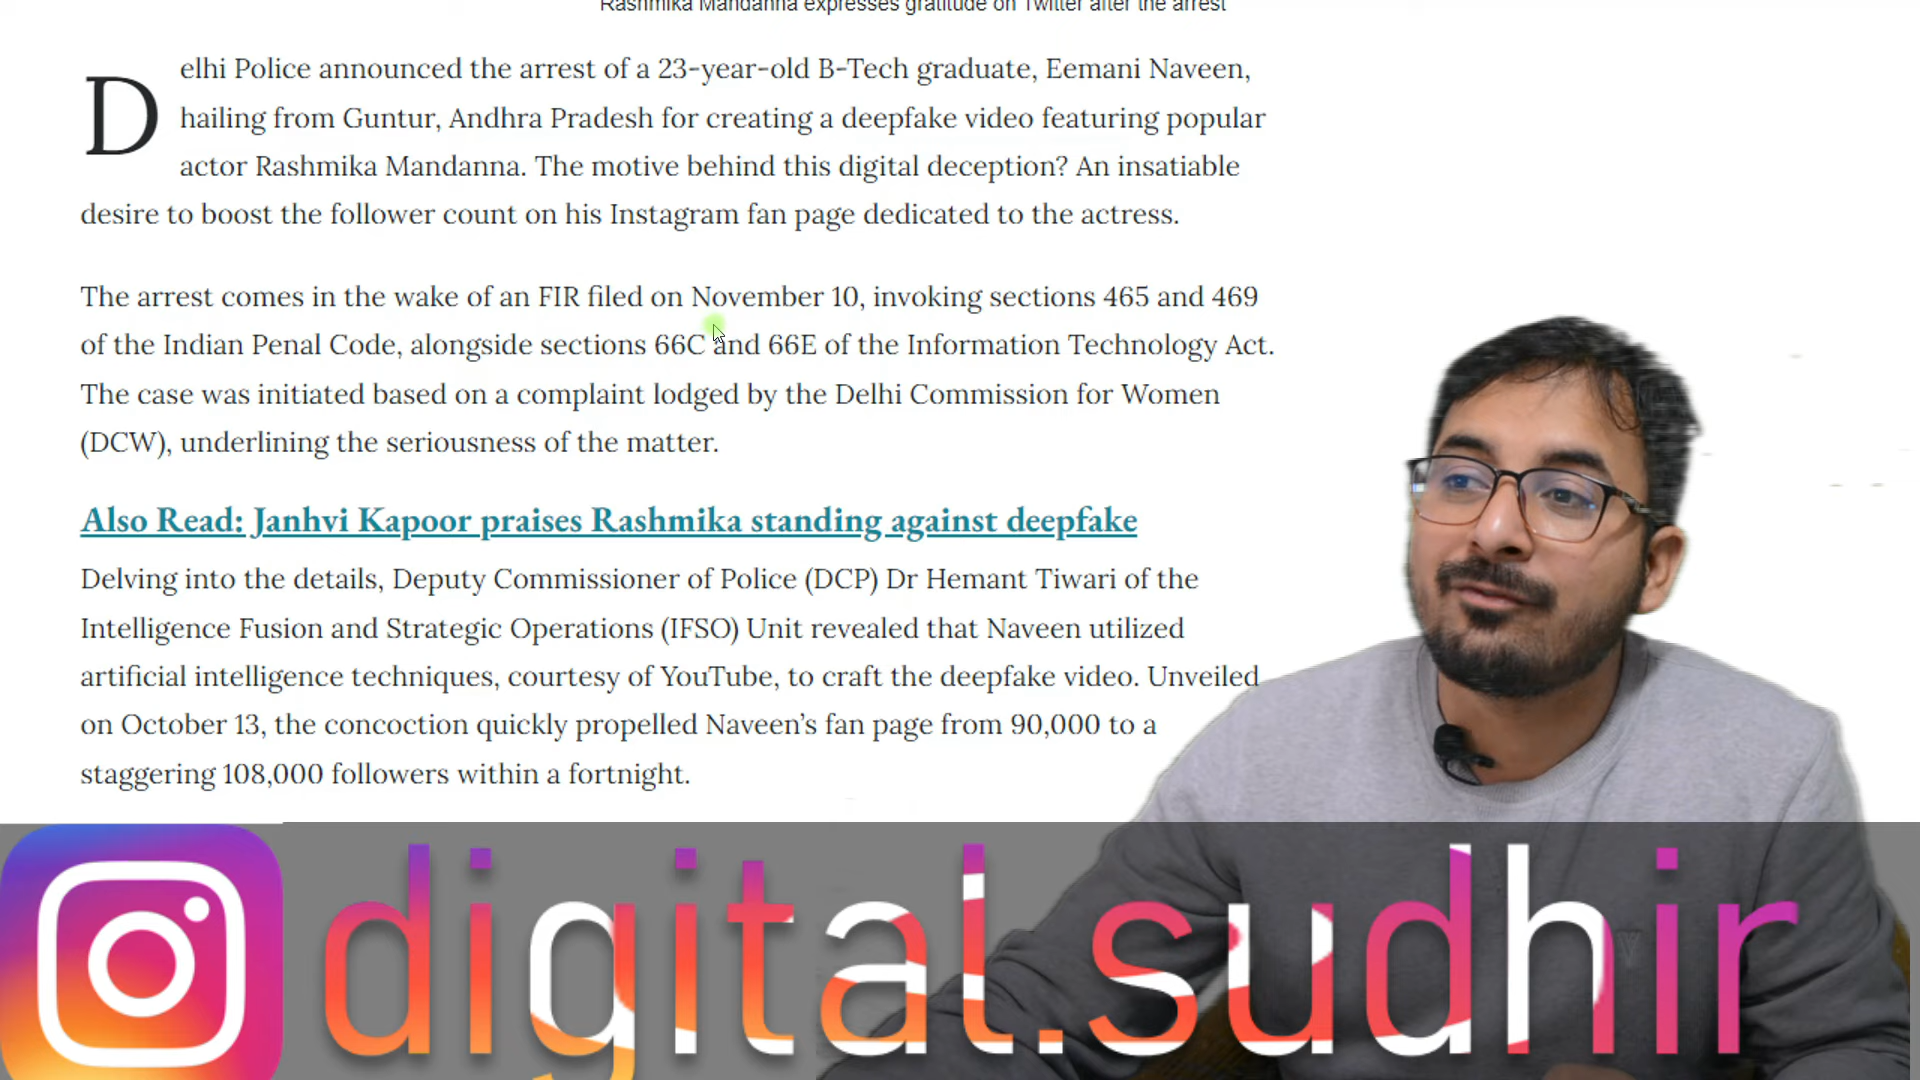 Rashmika Mandanna expresses gratitude on Twitter after the arrest
Delhi Police announced the arrest of a 23-year-old B-Tech graduate, Eemani Naveen,
hailing from Guntur, Andhra Pradesh for creating a deepfake video featuring popular
actor Rashmika Mandanna. The motive behind this digital deception? An insatiable
desire to boost the follower count on his Instagram fan page dedicated to the actress.
The arrest comes in the wake of an FIR filed on November 10, invoking sections 465 and 469
of the Indian Penal Code, alongside sections 66C and 66E of the Information Technology Act.
The case was initiated based on a complaint lodged by the Delhi Commission for Women
(DCW), underlining the seriousness of the matter.
Also Read: Janhvi Kapoor praises Rashmika standing against deepfake
Delving into the details, Deputy Commissioner of Police (DCP) Dr Hemant Tiwari of the
Intelligence Fusion and Strategic Operations (IFSO) Unit revealed that Naveen utilized
artificial intelligence techniques, courtesy of YouTube, to craft the deepfake video. Unveiled
on October 13, the concoction quickly propelled Naveen's fan page from 90,000 to a
staggering 108,000 followers within a fortnight.
digital.sudhir